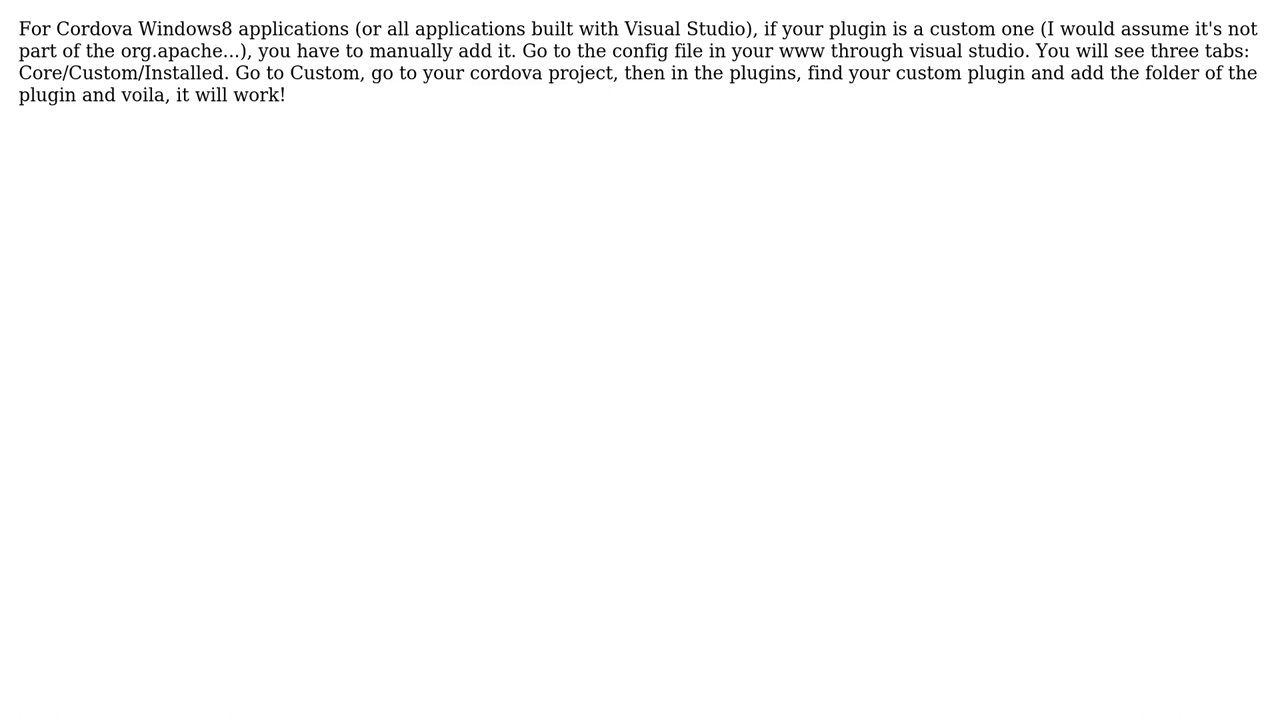 For Cordova Windows8 applications (or all applications built with Visual Studio), if your plugin is a custom one (I would assume it's not
part of the org.apache...), you have to manually add it. Go to the config file in your www through visual studio. You will see three tabs:
Core/Custom/Installed. Go to Custom, go to your cordova project, then in the plugins, find your custom plugin and add the folder of the
plugin and voila, it will work!